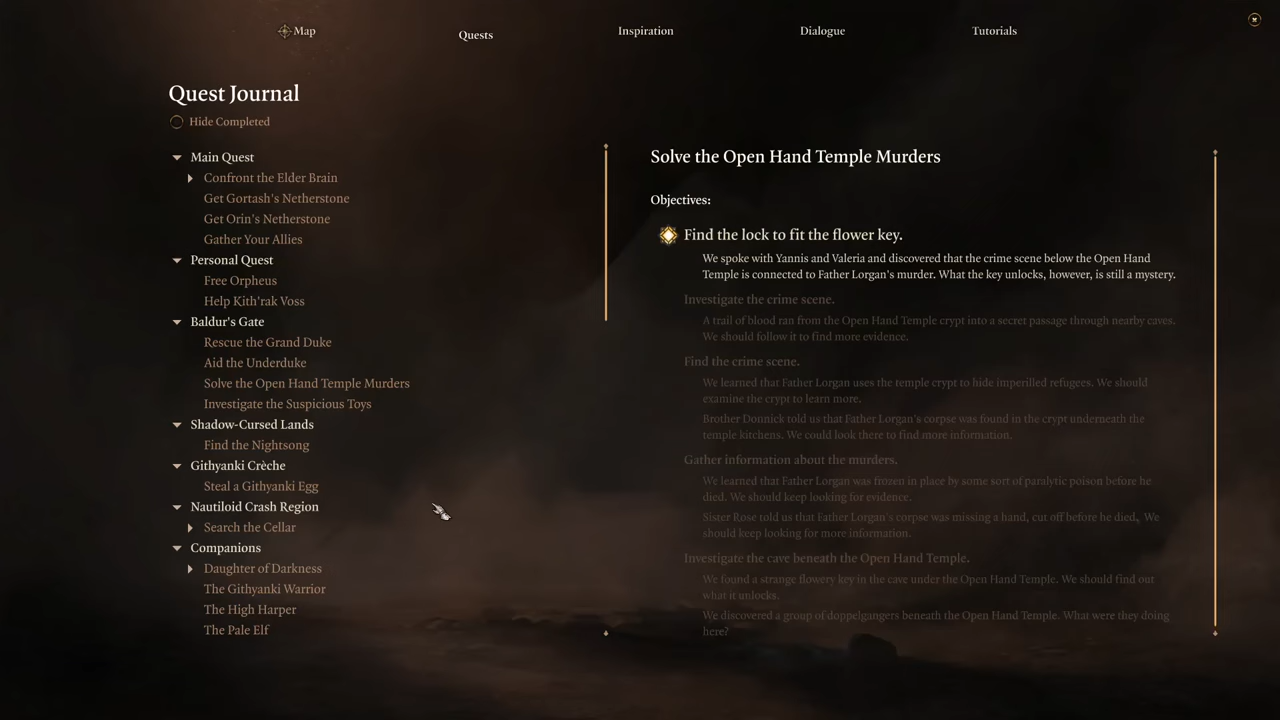 Map
Quests
Inspiration
Dialogue
Tutorials
Quest Journal
Hide Completed
Main Quest
Confront the Elder Brain
Get Gortash's Netherstone
Get Orin's Netherstone
Gather Your Allies
Personal Quest
Free Orpheus
Help Kith'rak Voss
Baldur's Gate
Rescue the Grand Duke
Aid the Underduke
Solve the Open Hand Temple Murders
Investigate the Suspicious Toys
Shadow-Cursed Lands
Find the Nightsong
Githyanki Crèche
Steal a Githyanki Egg
Nautiloid Crash Region
Search the Cellar
Companions
Daughter of Darkness
The Githyanki Warrior
The High Harper
The Pale Elf
Solve the Open Hand Temple Murders
Objectives:
Find the lock to fit the flower key.
We spoke with Yannis and Valeria and discovered that the crime scene below the Open Hand
Temple is connected to Father Lorgan's murder. What the key unlocks, however, is still a mystery.
Investigate the crime scene.
A trail of blood ran from the Open Hand Temple crypt into a secret passage through nearby caves.
We should follow it to find more evidence.
Find the crime scene.
We learned that Father Lorgan uses the temple crypt to hide imperilled refugees. We should
examine the crypt to learn more.
Brother Donnick told us that Father Lorgan's corpse was found in the crypt underneath the
temple kitchens. We could look there to find more information.
Gather information about the murders.
We learned that Father Lorgan was frozen in place by some sort of paralytic poison before he
died. We should keep looking for evidence.
Sister Rose told us that Father Lorgan's corpse was missing a hand, cut off before he died, We
should keep looking for more information.
Investigate the cave beneath the Open Hand Temple.
We found a strange flowery key in the cave under the Open Hand Temple. We should find out
what it unlocks.
We discovered a group of doppelgangers beneath the Open Hand Temple. What were they doing
here?